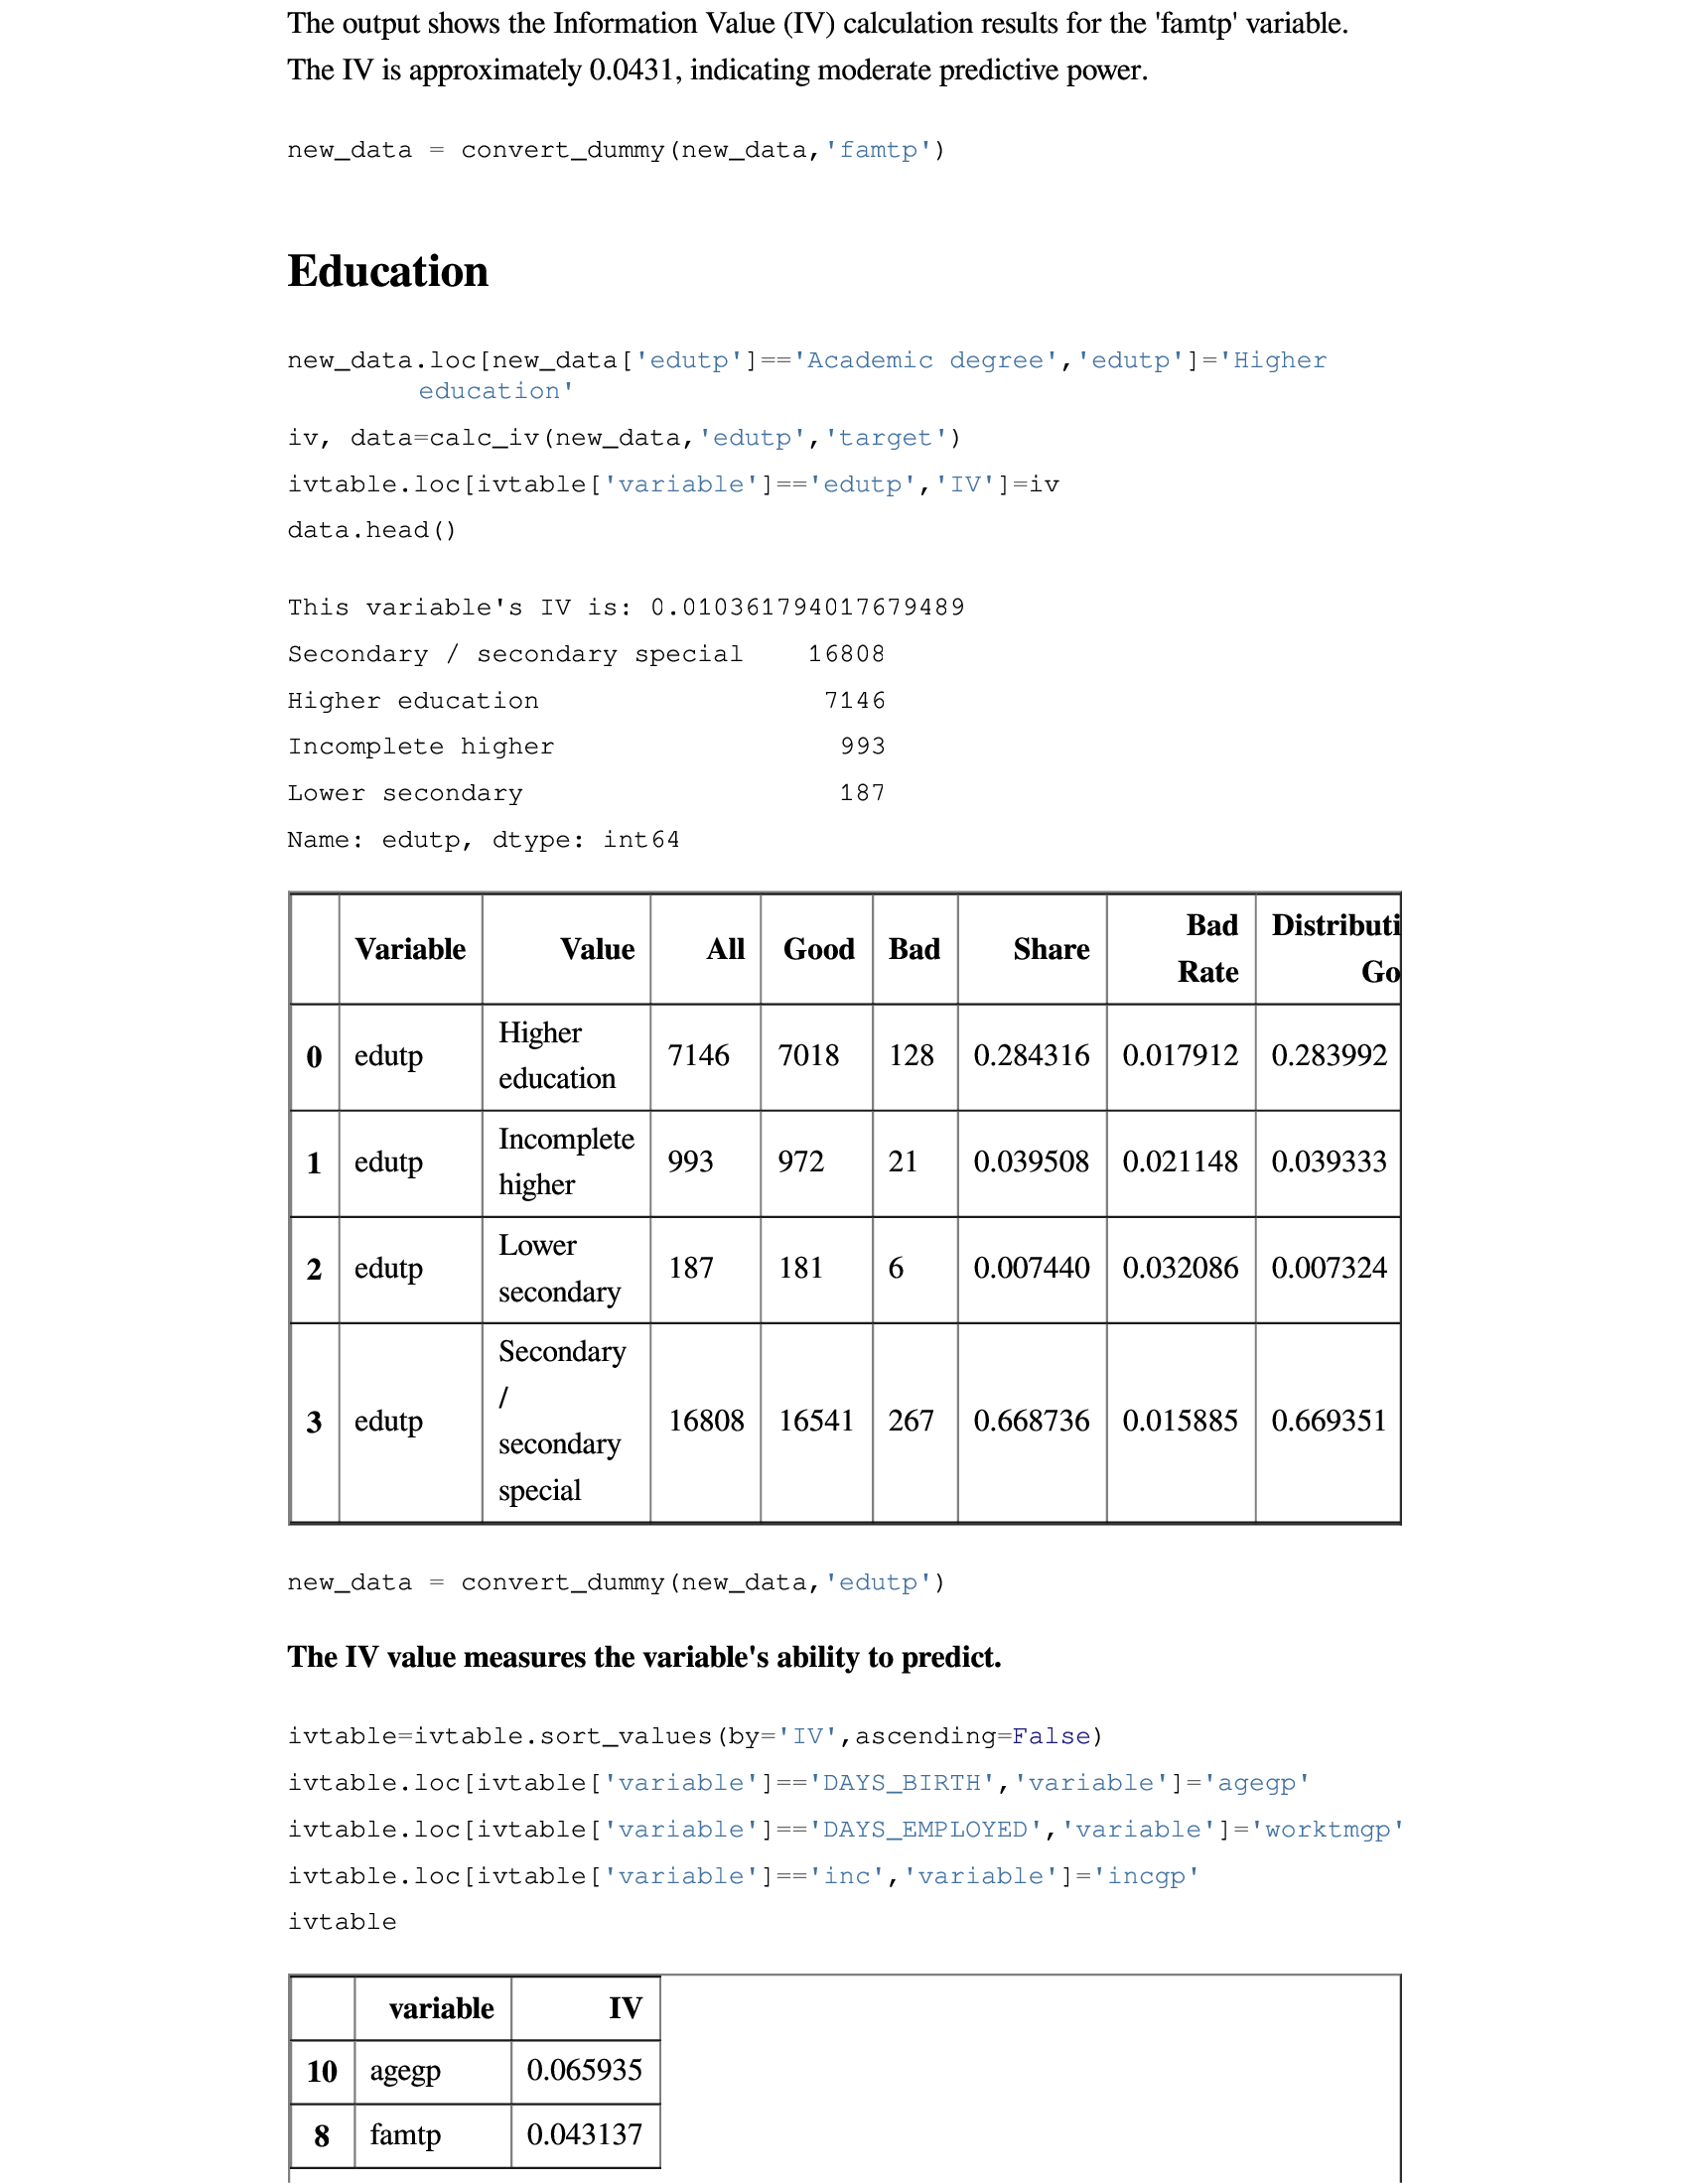 The output shows the Information Value (IV) calculation results for the 'famtp' variable.
The IV is approximately 0.0431, indicating moderate predictive power.
new_data = convert_dummy(new_data,'famtp')
Education
new_data.loc[new_data['edutp']=='Academic degree','edutp']='Higher
education'
iv, data=calc_iv(new_data,'edutp','target')
ivtable.loc[ivtable['variable']=='edutp','IV']=iv
data.head()
This variable's IV is: 0.010361794017679489
Secondary / secondary special 16808
Higher education 7146
Incomplete higher 993
Lower secondary 187
Name: edutp, dtype: int64
Variable Value All Good Bad Share Bad Rate Distributi Go
0 edutp Higher education 7146 7018 128 0.284316 0.017912 0.283992
1 edutp Incomplete higher 993 972 21 0.039508 0.021148 0.039333
2 edutp Lower secondary 187 181 6 0.007440 0.032086 0.007324
3 edutp Secondary / secondary special 16808 16541 267 0.668736 0.015885 0.669351
new_data = convert_dummy(new_data,'edutp')
The IV value measures the variable's ability to predict.
ivtable=ivtable.sort_values(by='IV',ascending=False)
ivtable.loc[ivtable['variable']=='DAYS_BIRTH','variable']='agegp'
ivtable.loc[ivtable['variable']=='DAYS_EMPLOYED','variable']='worktmgp'
ivtable.loc[ivtable['variable']=='inc','variable']='incgp'
ivtable
variable IV
10 agegp 0.065935
8 famtp 0.043137